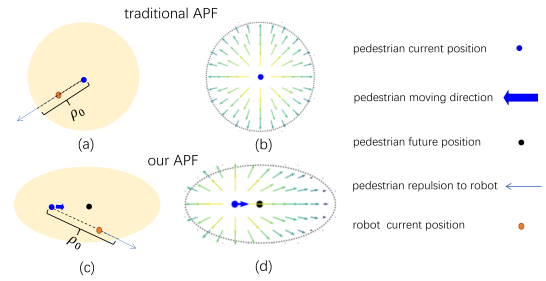 traditional APF
ρ₀
(a)
(b)
our APF
ρ₀
(c)
(d)
pedestrian current position
pedestrian moving direction
pedestrian future position
pedestrian repulsion to robot
robot current position